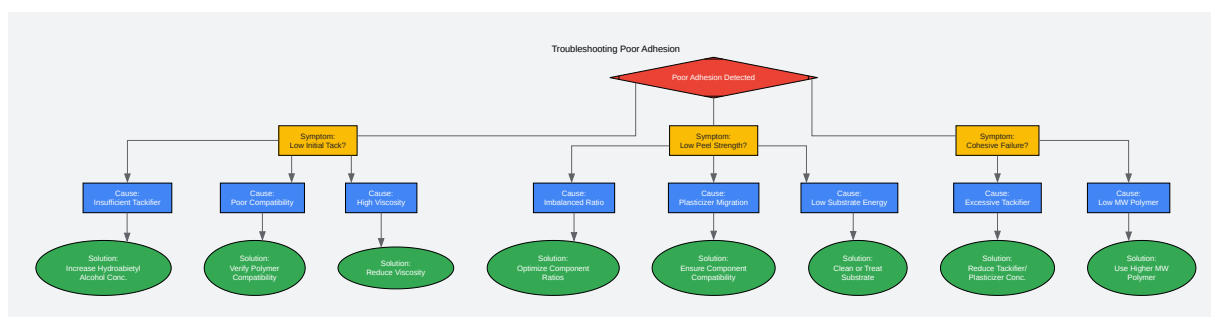 Troubleshooting Poor Adhesion
Poor Adhesion Detected
Symptom:
Low Initial Tack?
Symptom:
Low Peel Strength?
Symptom:
Cohesive Failure?
Cause:
Insufficient Tackifier
Cause:
Poor Compatibility
Cause:
High Viscosity
Cause:
Imbalanced Ratio
Cause:
Plasticizer Migration
Cause:
Low Substrate Energy
Cause:
Excessive Tackifier
Cause:
Low MW Polymer
Solution:
Increase Hydroabietyl
Alcohol Conc.
Solution:
Verify Polymer
Compatibility
Solution:
Reduce Viscosity
Solution:
Optimize Component
Ratios
Solution:
Ensure Component
Compatibility
Solution:
Clean or Treat
Substrate
Solution:
Reduce Tackifier/
Plasticizer Conc.
Solution:
Use Higher MW
Polymer